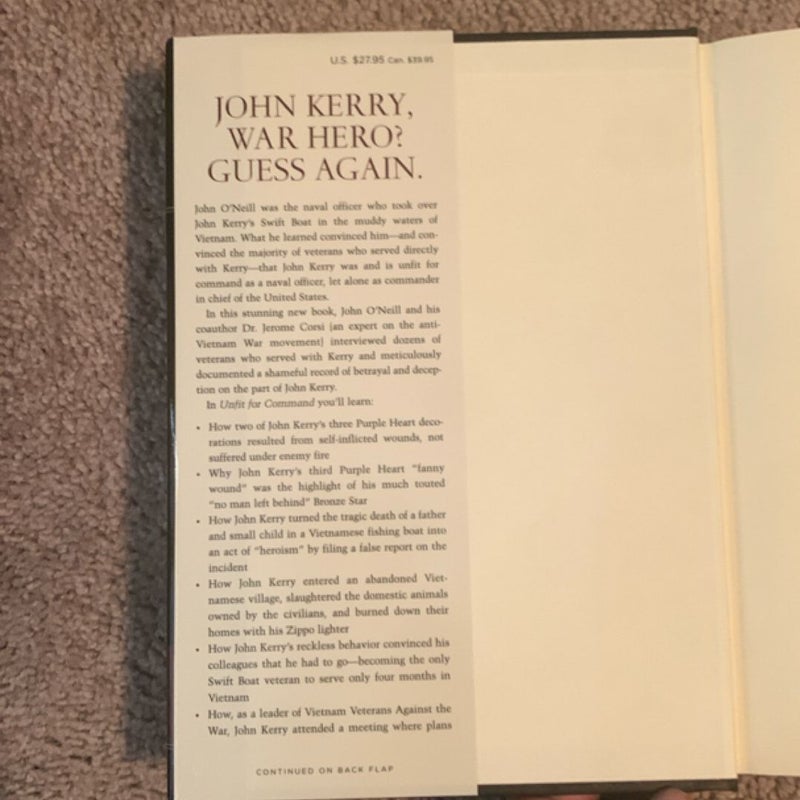 U.S. $27.95 Can. $39.95
JOHN KERRY,
WAR HERO?
GUESS AGAIN.
John O'Neill was the naval officer who took over
John Kerry's Swift Boat in the muddy waters of
Vietnam. What he learned convinced him—and con-
vinced the majority of veterans who served directly
with Kerry—that John Kerry was and is unfit for
command as a naval officer, let alone as commander
in chief of the United States.
In this stunning new book, John O'Neill and his
coauthor Dr. Jerome Corsi (an expert on the anti-
Vietnam War movement) interviewed dozens of
veterans who served with Kerry and meticulously
documented a shameful record of betrayal and decep-
tion on the part of John Kerry.
In Unfit for Command you'll learn:
• How two of John Kerry's three Purple Heart deco-
rations resulted from self-inflicted wounds, not
suffered under enemy fire
• Why John Kerry's third Purple Heart "fanny
wound" was the highlight of his much touted
"no man left behind" Bronze Star
• How John Kerry turned the tragic death of a father
and small child in a Vietnamese fishing boat into
an act of "heroism" by filing a false report on the
incident
• How John Kerry entered an abandoned Viet-
namese village, slaughtered the domestic animals
owned by the civilians, and burned down their
homes with his Zippo lighter
• How John Kerry's reckless behavior convinced his
colleagues that he had to go—becoming the only
Swift Boat veteran to serve only four months in
Vietnam
• How, as a leader of Vietnam Veterans Against the
War, John Kerry attended a meeting where plans
CONTINUED ON BACK FLAP